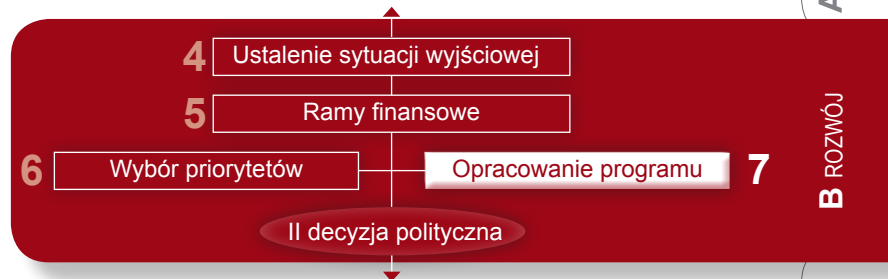 4 Ustalenie sytuacji wyjściowej
5 Ramy finansowe
6 Wybór priorytetów
Opracowanie programu 7
II decyzja polityczna
B ROZWÓJ
A